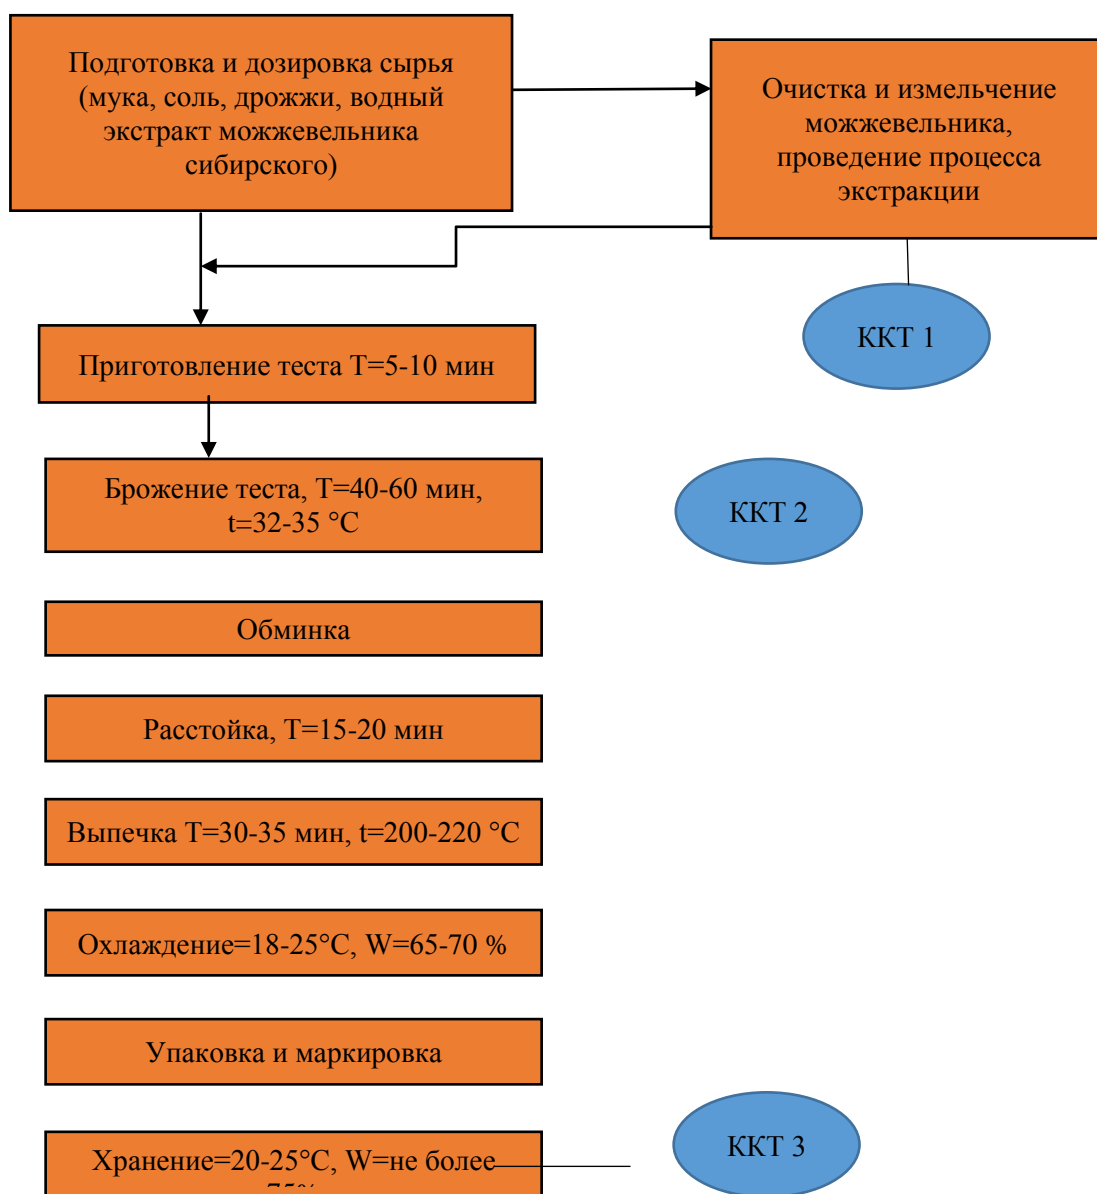 Подготовка и дозировка сырья
(мука, соль, дрожжи, водный
экстракт можжевельника
сибирского)
Очистка и измельчение
можжевельника,
проведение процесса
экстракции
ККТ 1
Приготовление теста T=5-10 мин
Брожение теста, T=40-60 мин,
t=32-35 °C
ККТ 2
Обминка
Расстойка, T=15-20 мин
Выпечка T=30-35 мин, t=200-220 °C
Охлаждение=18-25°C, W=65-70 %
Упаковка и маркировка
Хранение=20-25°C, W=не более
75%
ККТ 3